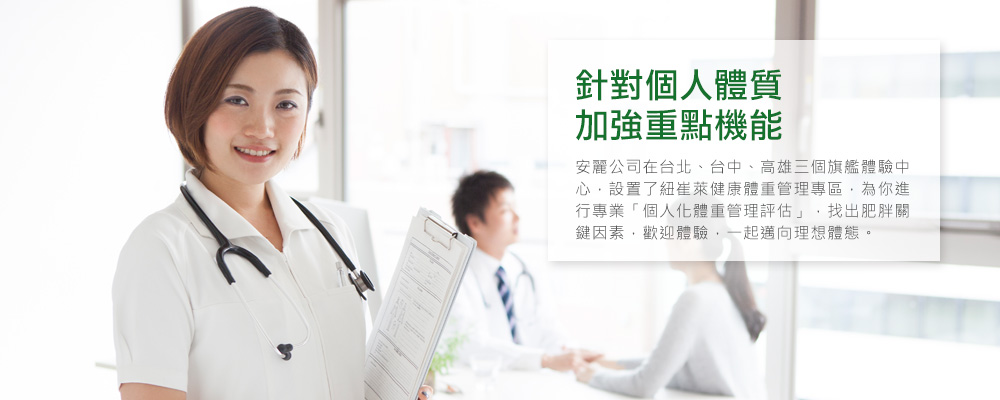 針對個人體質
加強重點機能
安麗公司在台北、台中、高雄三個旗艦體驗中
心，設置了紐崔萊健康體重管理專區，為你進
行專業「個人化體重管理評估」，找出肥胖關
鍵因素，歡迎體驗，一起邁向理想體態。